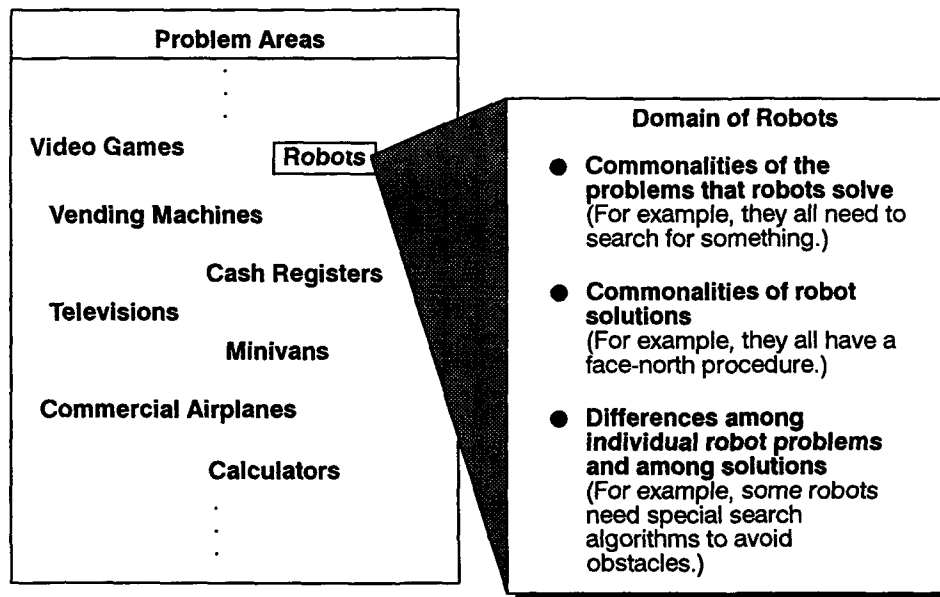 Problem Areas
.
.
.
Video Games
Robots
Vending Machines
Cash Registers
Televisions
Minivans
Commercial Airplanes
Calculators
.
.
.
Domain of Robots
● Commonalities of the
problems that robots solve
(For example, they all need to
search for something.)
● Commonalities of robot
solutions
(For example, they all have a
face-north procedure.)
● Differences among
individual robot problems
and among solutions
(For example, some robots
need special search
algorithms to avoid
obstacles.)